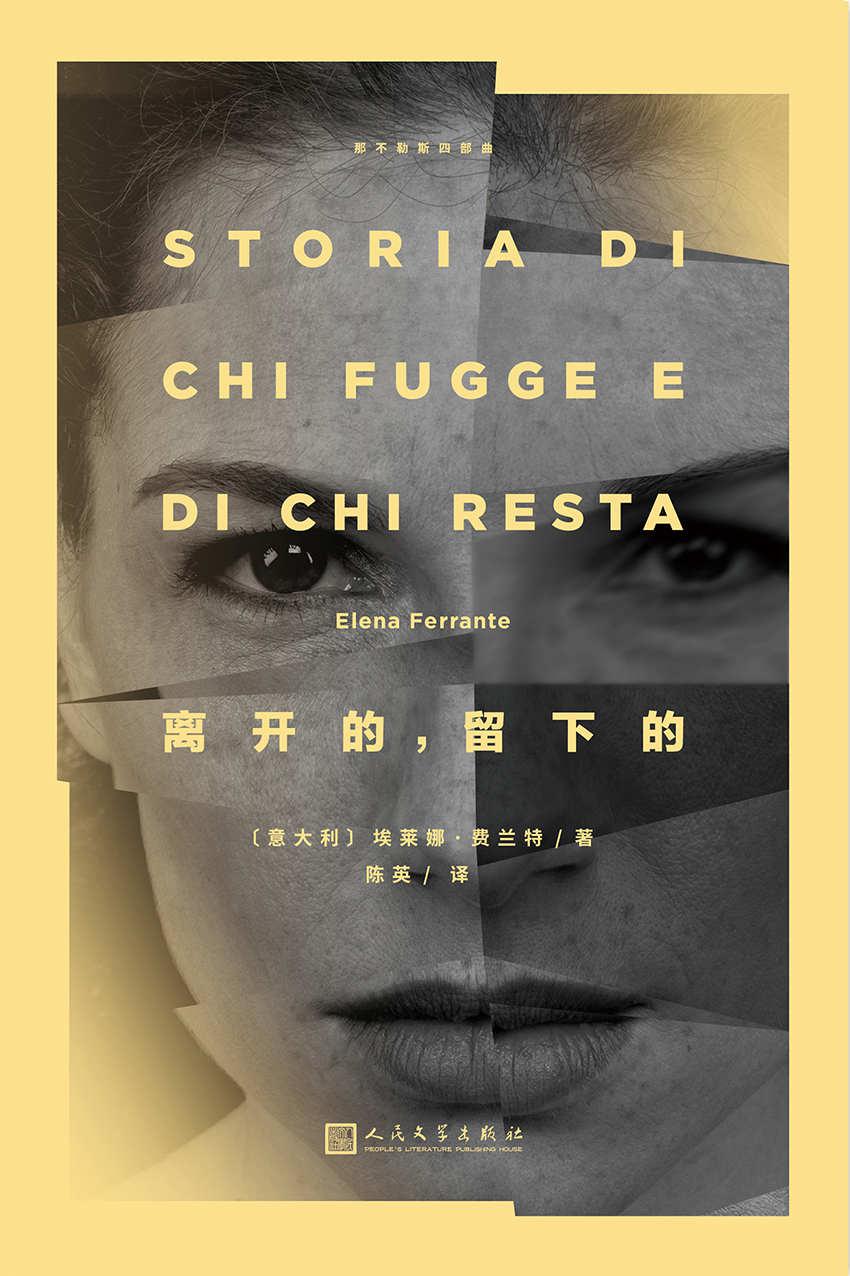 那不勒斯四部曲
STORIA DI
CHI FUGGE E
DI CHI RESTA
Elena Ferrante
离开的，留下的
〔意大利〕埃莱娜·费兰特/著
陈英/ 译
人民文学出版社
PEOPLE'S LITERATURE PUBLISHING HOUSE